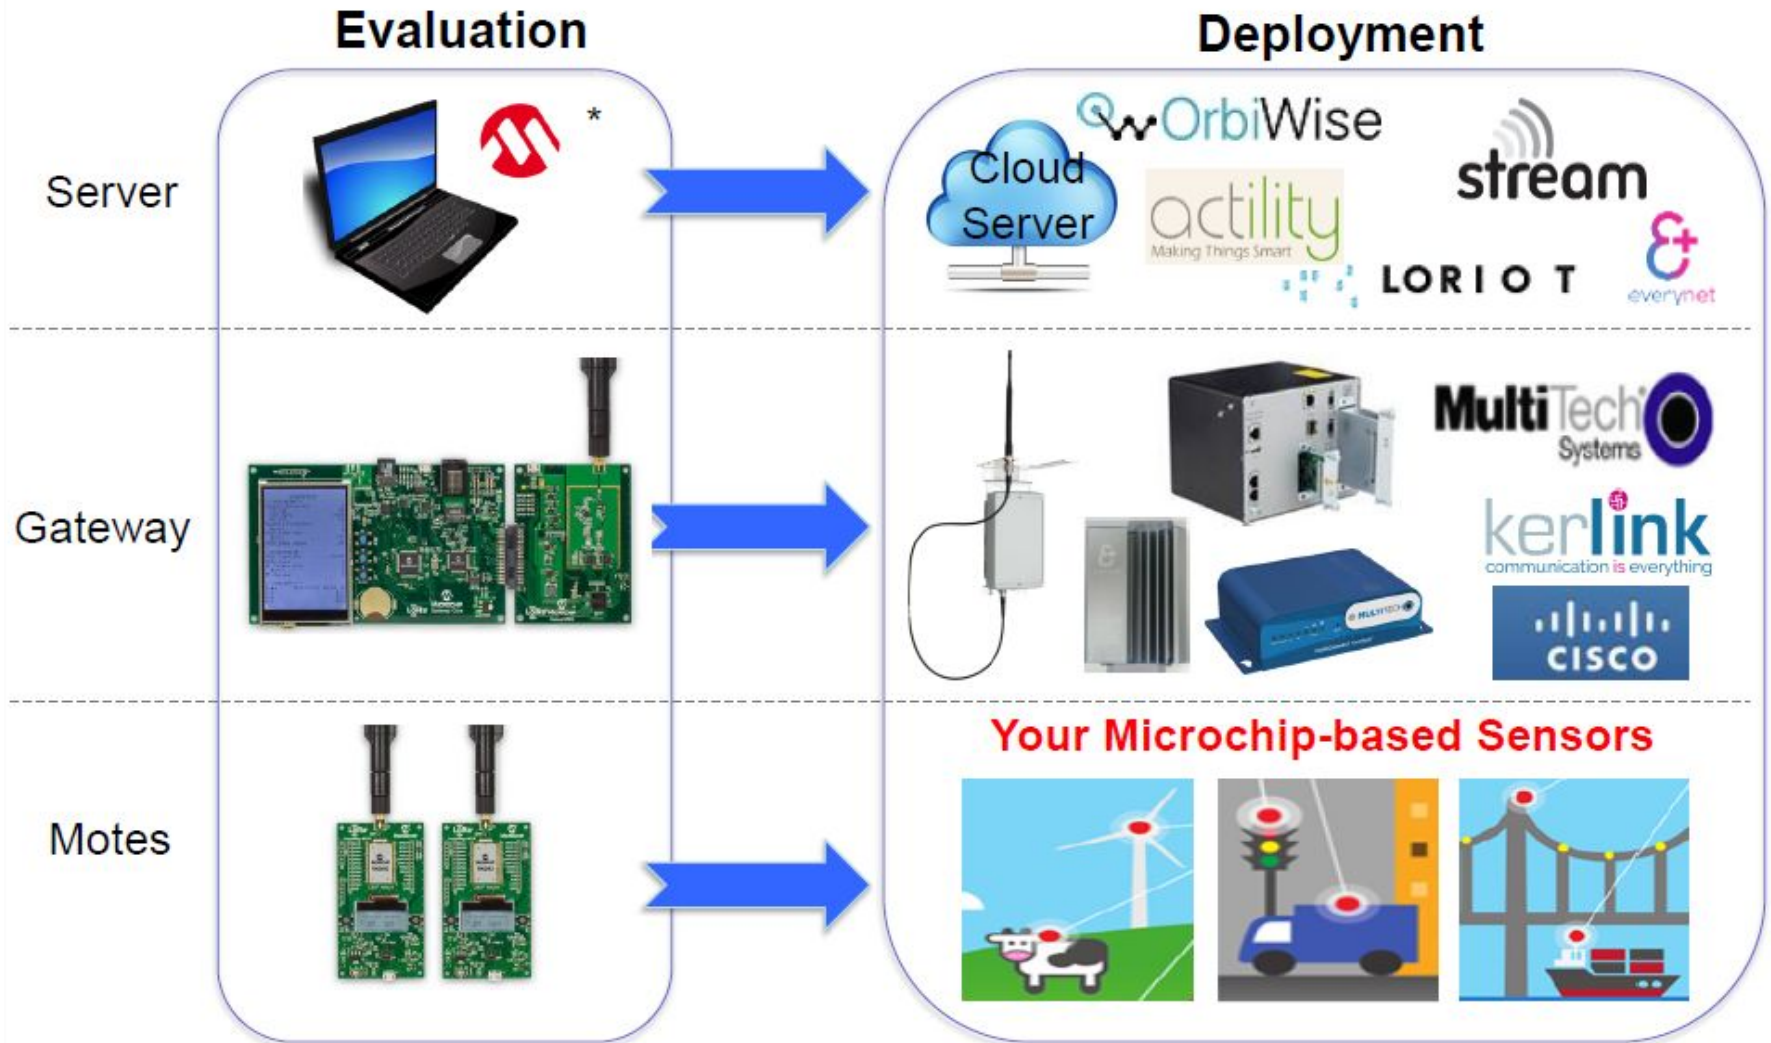 Evaluation
Deployment
Server
*
Cloud
Server
OrbiWise
stream
actility
Making Things Smart
LORIOT
everynet
Gateway
MultiTech
Systems
kerlink
communication is everything
MULTITECH
CISCO
Motes
Your Microchip-based Sensors